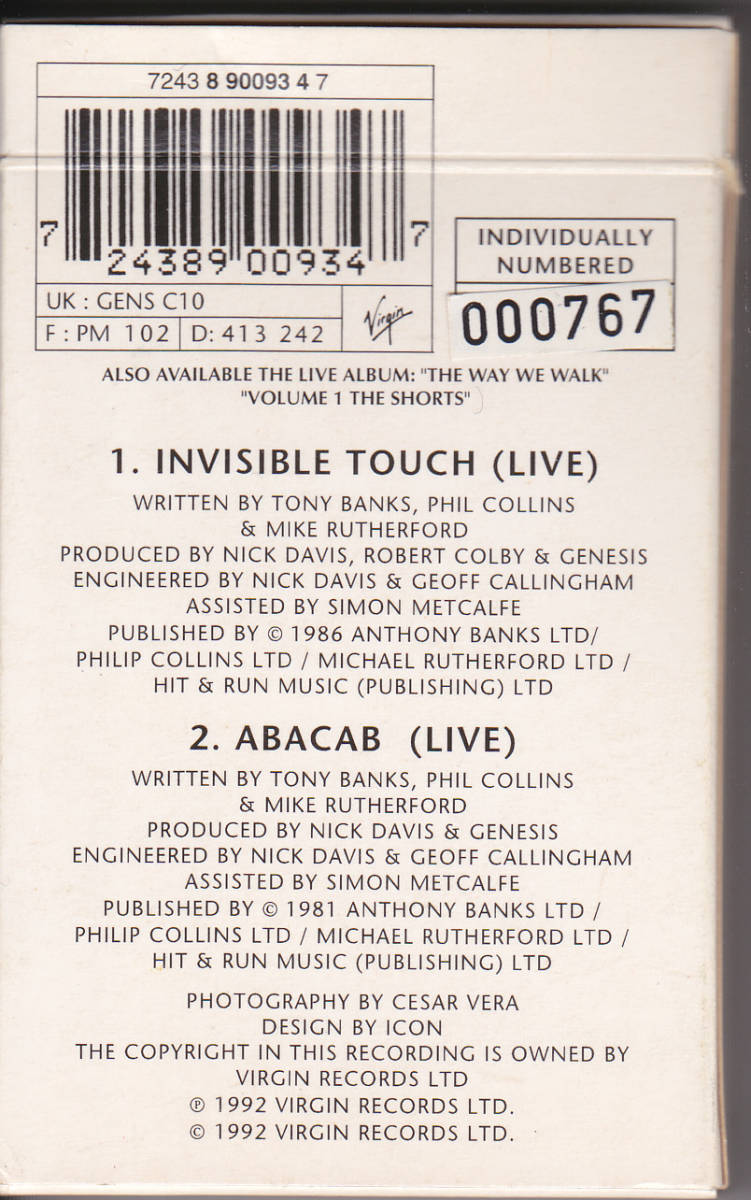 7243 8 90093 4 7
7 24389 00934 7
UK : GENS C10
F : PM 102 D: 413 242
Virgin
INDIVIDUALLY
NUMBERED
000767
ALSO AVAILABLE THE LIVE ALBUM: "THE WAY WE WALK"
"VOLUME 1 THE SHORTS"
1. INVISIBLE TOUCH (LIVE)
WRITTEN BY TONY BANKS, PHIL COLLINS
& MIKE RUTHERFORD
PRODUCED BY NICK DAVIS, ROBERT COLBY & GENESIS
ENGINEERED BY NICK DAVIS & GEOFF CALLINGHAM
ASSISTED BY SIMON METCALFE
PUBLISHED BY © 1986 ANTHONY BANKS LTD/
PHILIP COLLINS LTD / MICHAEL RUTHERFORD LTD /
HIT & RUN MUSIC (PUBLISHING) LTD
2. ABACAB (LIVE)
WRITTEN BY TONY BANKS, PHIL COLLINS
& MIKE RUTHERFORD
PRODUCED BY NICK DAVIS & GENESIS
ENGINEERED BY NICK DAVIS & GEOFF CALLINGHAM
ASSISTED BY SIMON METCALFE
PUBLISHED BY © 1981 ANTHONY BANKS LTD /
PHILIP COLLINS LTD / MICHAEL RUTHERFORD LTD /
HIT & RUN MUSIC (PUBLISHING) LTD
PHOTOGRAPHY BY CESAR VERA
DESIGN BY ICON
THE COPYRIGHT IN THIS RECORDING IS OWNED BY
VIRGIN RECORDS LTD
℗ 1992 VIRGIN RECORDS LTD.
© 1992 VIRGIN RECORDS LTD.